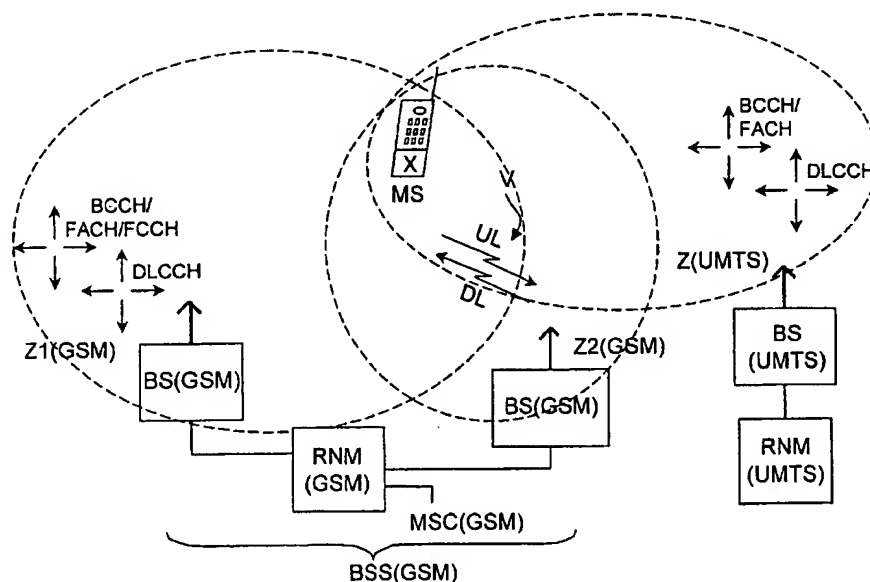 BCCH/
FACH
DLCCH
X
MS
V
BCCH/
FACH/FCCH
DLCCH
UL
DL
Z(UMTS)
Z1(GSM)
BS(GSM)
Z2(GSM)
BS(GSM)
BS
(UMTS)
RNM
(GSM)
RNM
(UMTS)
MSC(GSM)
BSS(GSM)